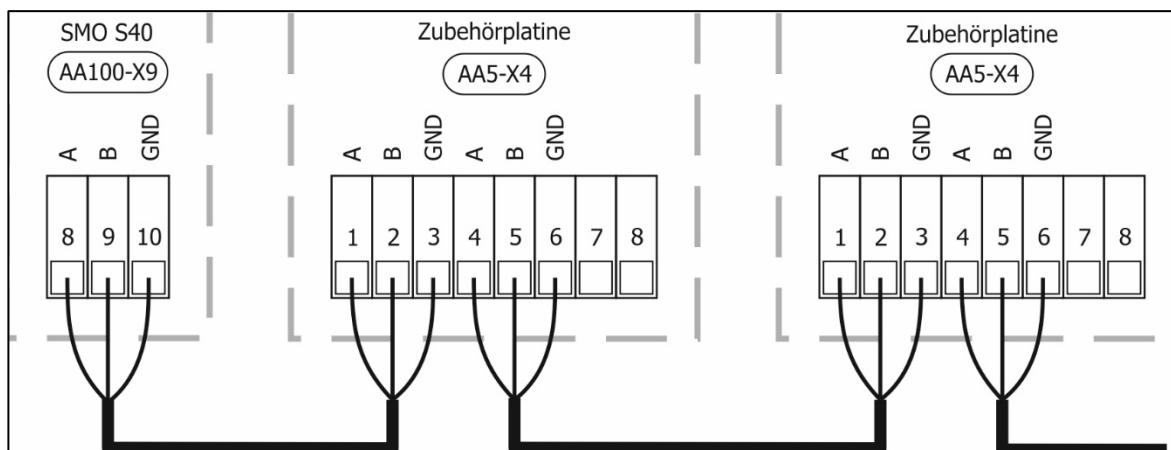 SMO S40
AA100-X9
A B GND
8 9 10
Zubehörplatine
AA5-X4
A B GND A B GND
1 2 3 4 5 6 7 8
Zubehörplatine
AA5-X4
A B GND A B GND
1 2 3 4 5 6 7 8